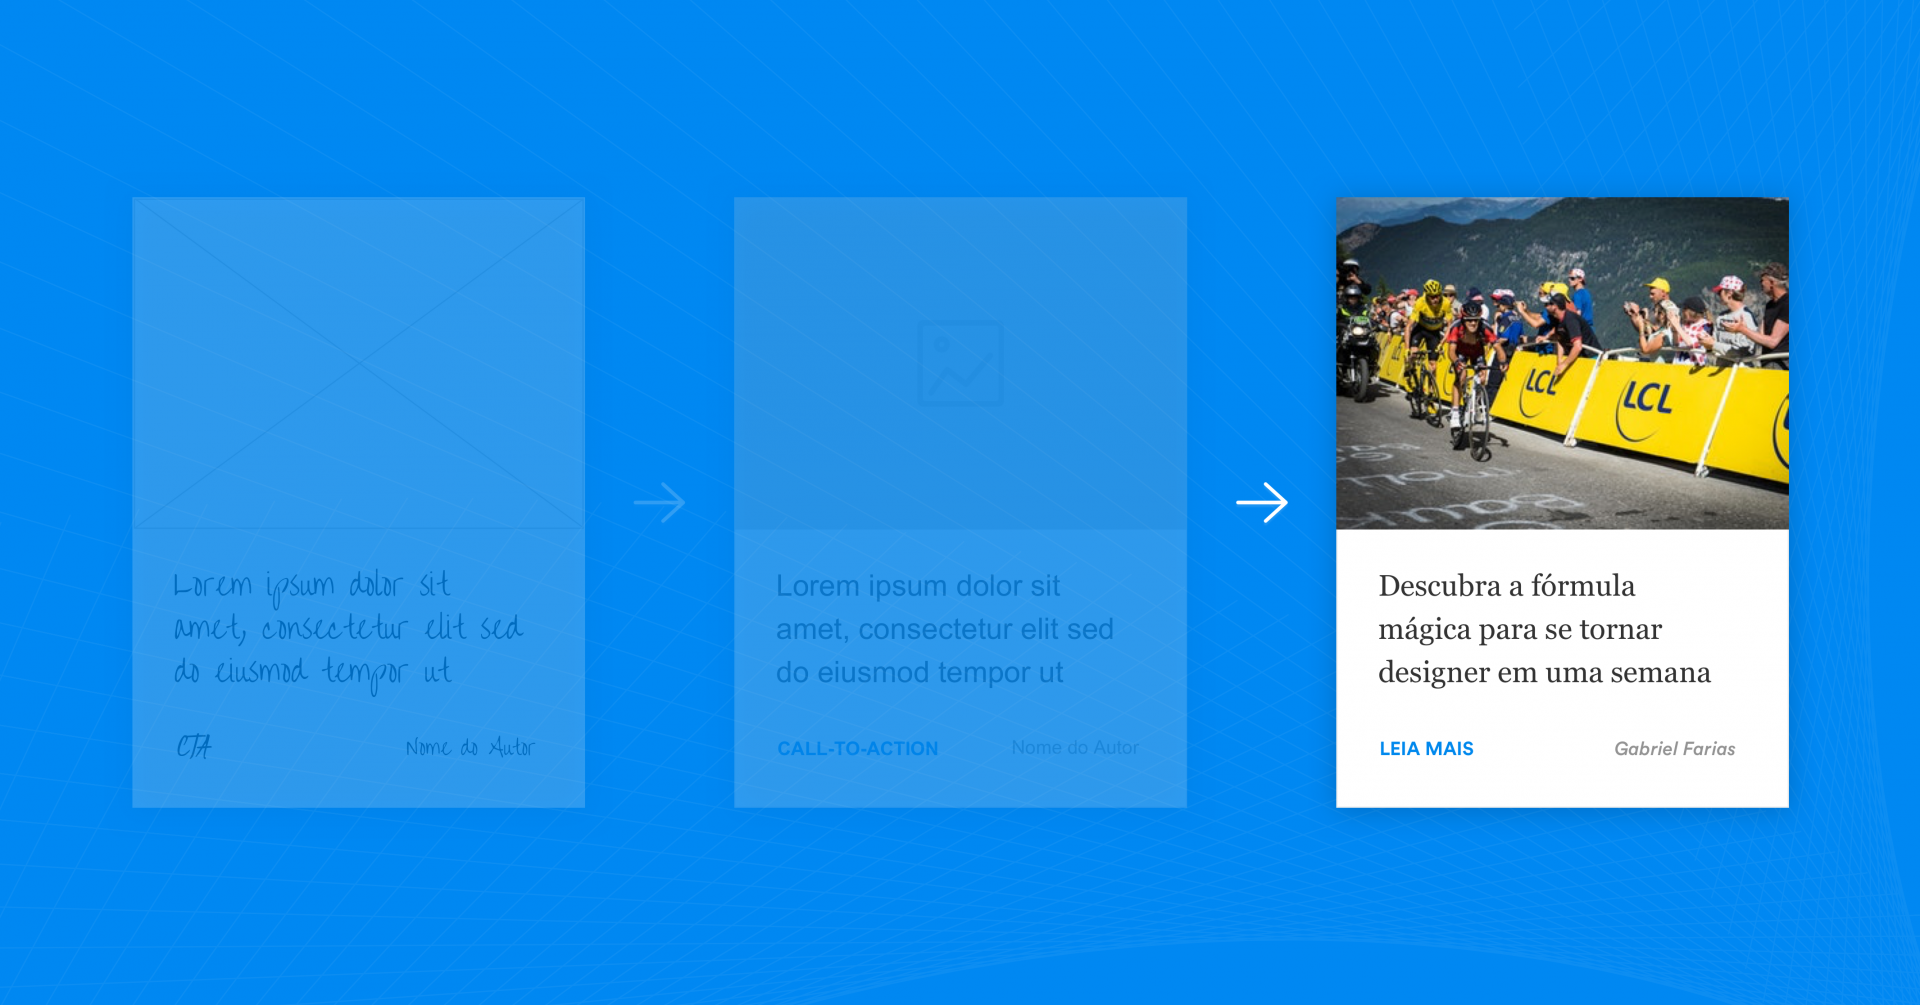 Lorem ipsum dolor sit
amet, consectetur elit sed
do eiusmod tempor ut
CTA
Nome do Autor
Lorem ipsum dolor sit
amet, consectetur elit sed
do eiusmod tempor ut
CALL-TO-ACTION
Nome do Autor
LCL
LCL
Descubra a fórmula
mágica para se tornar
designer em uma semana
LEIA MAIS
Gabriel Farias